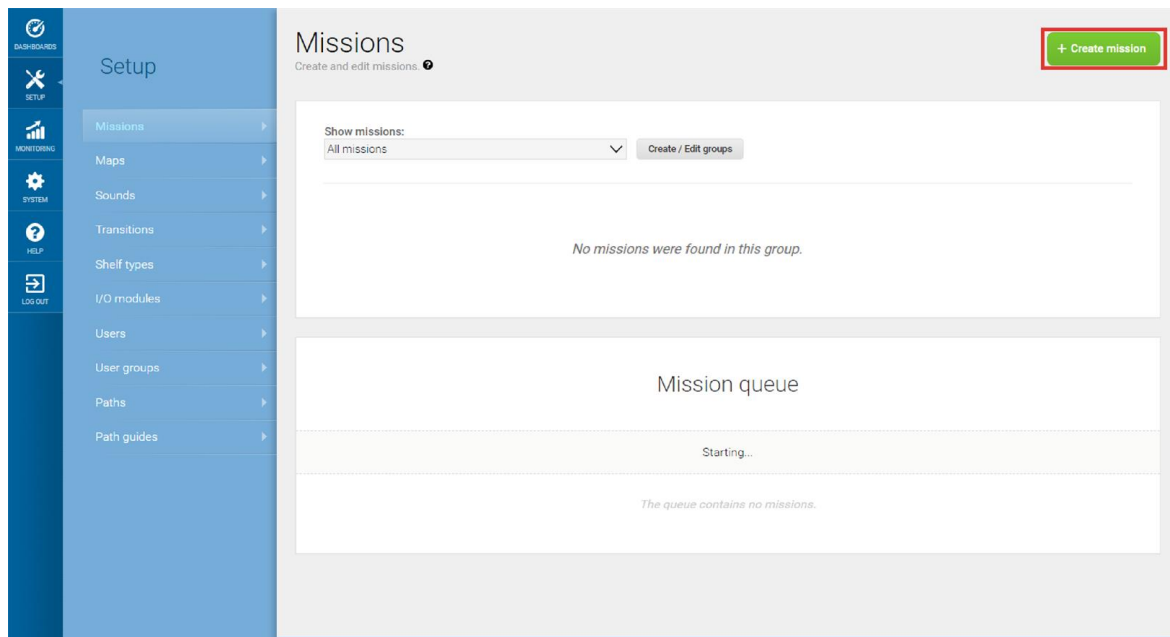 DASHBOARDS
SETUP
MONITORING
SYSTEM
HELP
LOG OUT
Setup
Missions
Maps
Sounds
Transitions
Shelf types
I/O modules
Users
User groups
Paths
Path guides
Missions
Create and edit missions.
+ Create mission
Show missions:
All missions
Create / Edit groups
No missions were found in this group.
Mission queue
Starting...
The queue contains no missions.